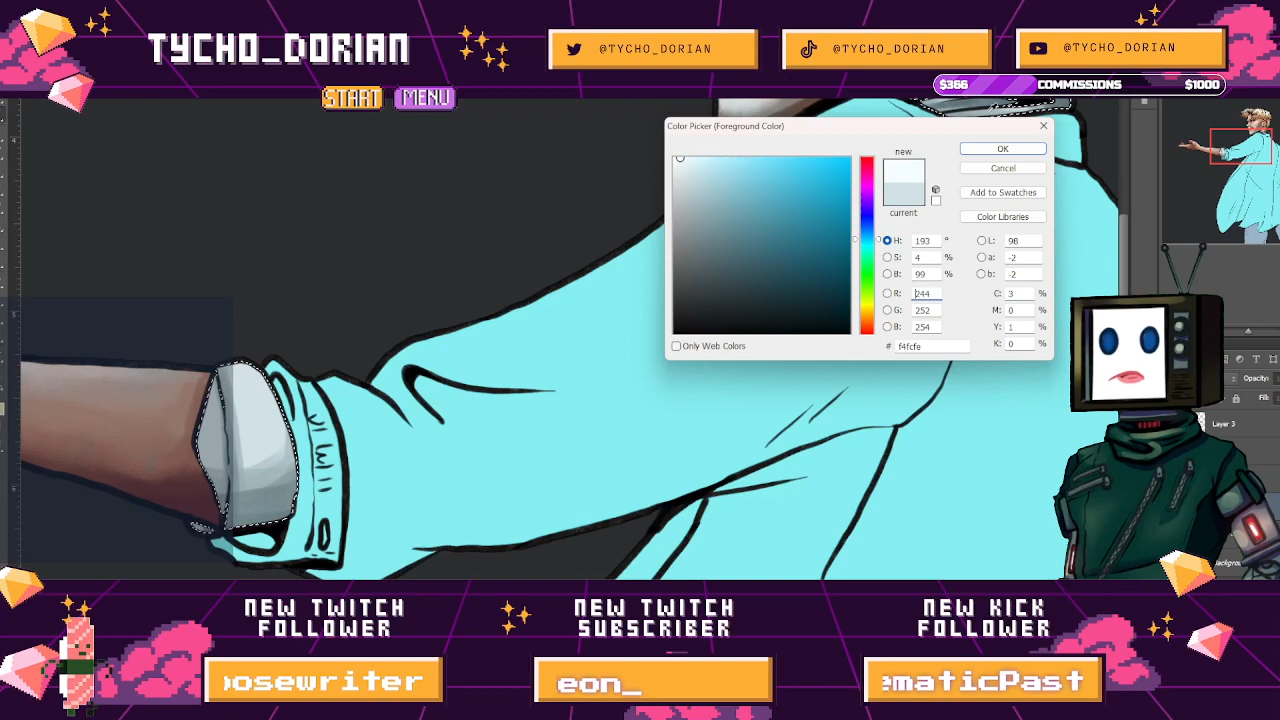 TYCHO_DORIAN
@TYCHO_DORIAN
@TYCHO_DORIAN
@TYCHO_DORIAN
START
MENU
$366
COMMISSIONS
$1000
Color Picker (Foreground Color)
new
current
OK
Cancel
Add to Swatches
Color Libraries
H: 193 °
S: 4 %
B: 99 %
R: 244
G: 252
B: 254
L: 98
a: -2
b: -2
C: 3 %
M: 0 %
Y: 1 %
K: 0 %
# f4fcfe
Only Web Colors
Opacity:
Fill:
Layer 3
NEW TWITCH
FOLLOWER
NEW TWITCH
SUBSCRIBER
NEW KICK
FOLLOWER
osewriter
eon_
ematicPast